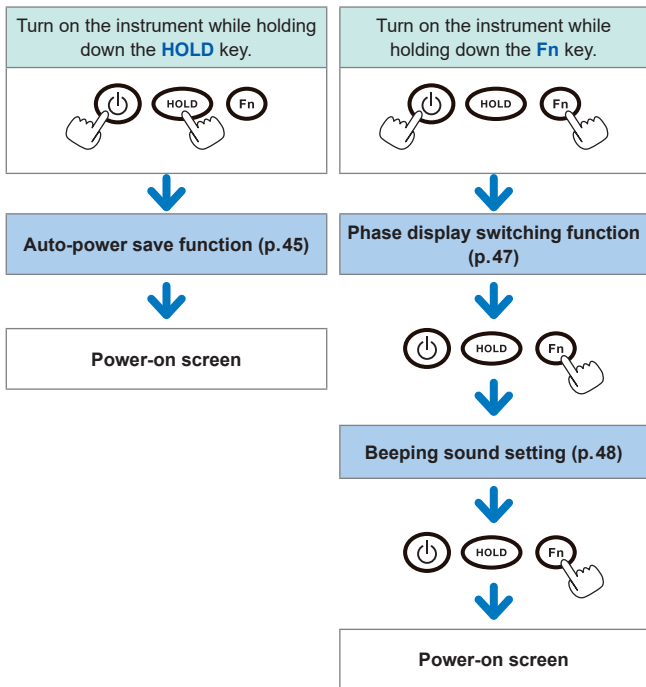 Turn on the instrument while holding
down the HOLD key.
HOLD
Fn
Auto-power save function (p. 45)
Power-on screen
Turn on the instrument while
holding down the Fn key.
HOLD
Fn
Phase display switching function
(p. 47)
HOLD
Fn
Beeping sound setting (p. 48)
HOLD
Fn
Power-on screen